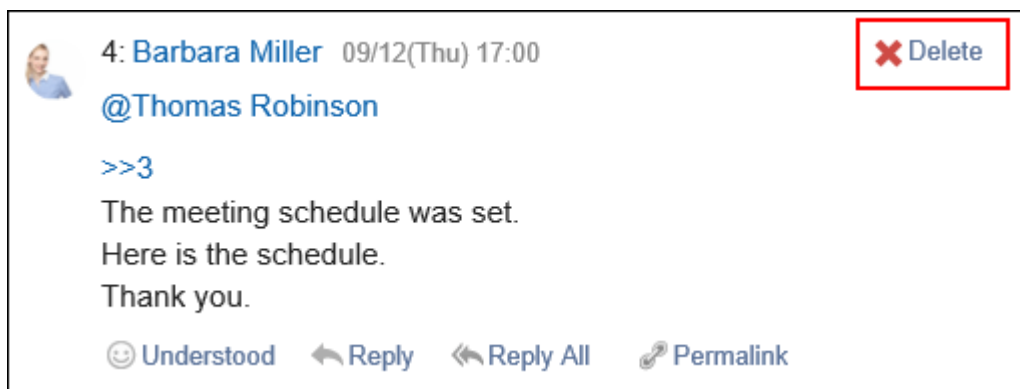 4: Barbara Miller 09/12(Thu) 17:00 Delete
@Thomas Robinson
>>3
The meeting schedule was set.
Here is the schedule.
Thank you.
Understood Reply Reply All Permalink